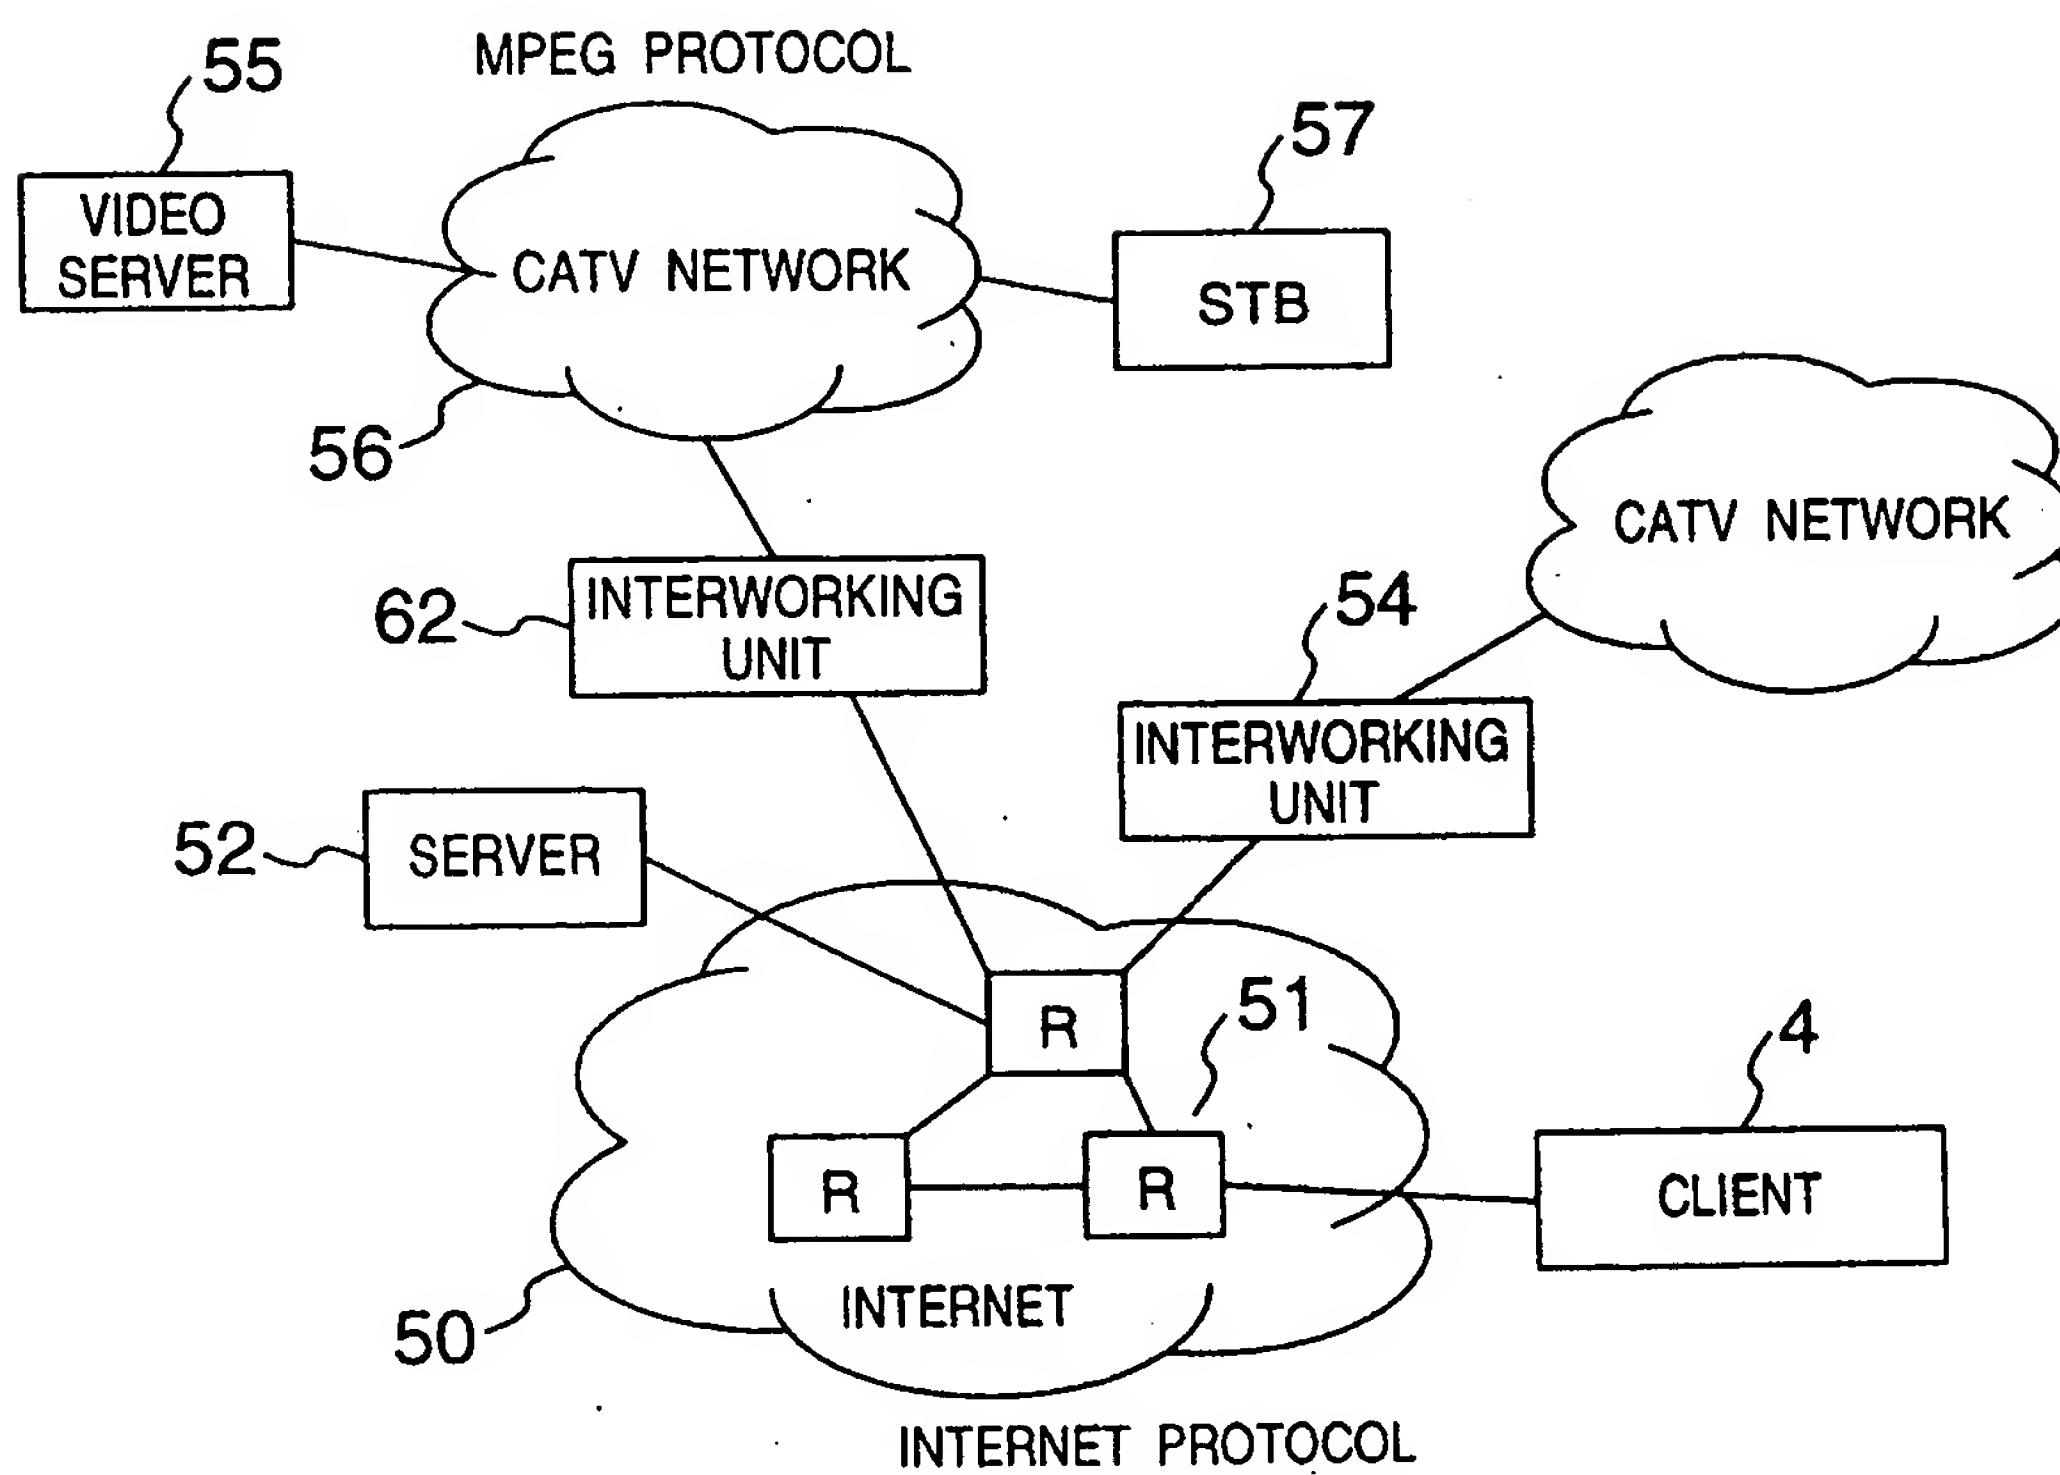 MPEG PROTOCOL
55
VIDEO
SERVER
CATV NETWORK
57
STB
56
CATV NETWORK
62
INTERWORKING
UNIT
54
INTERWORKING
UNIT
52
SERVER
R
51
4
R
R
CLIENT
INTERNET
50
INTERNET PROTOCOL